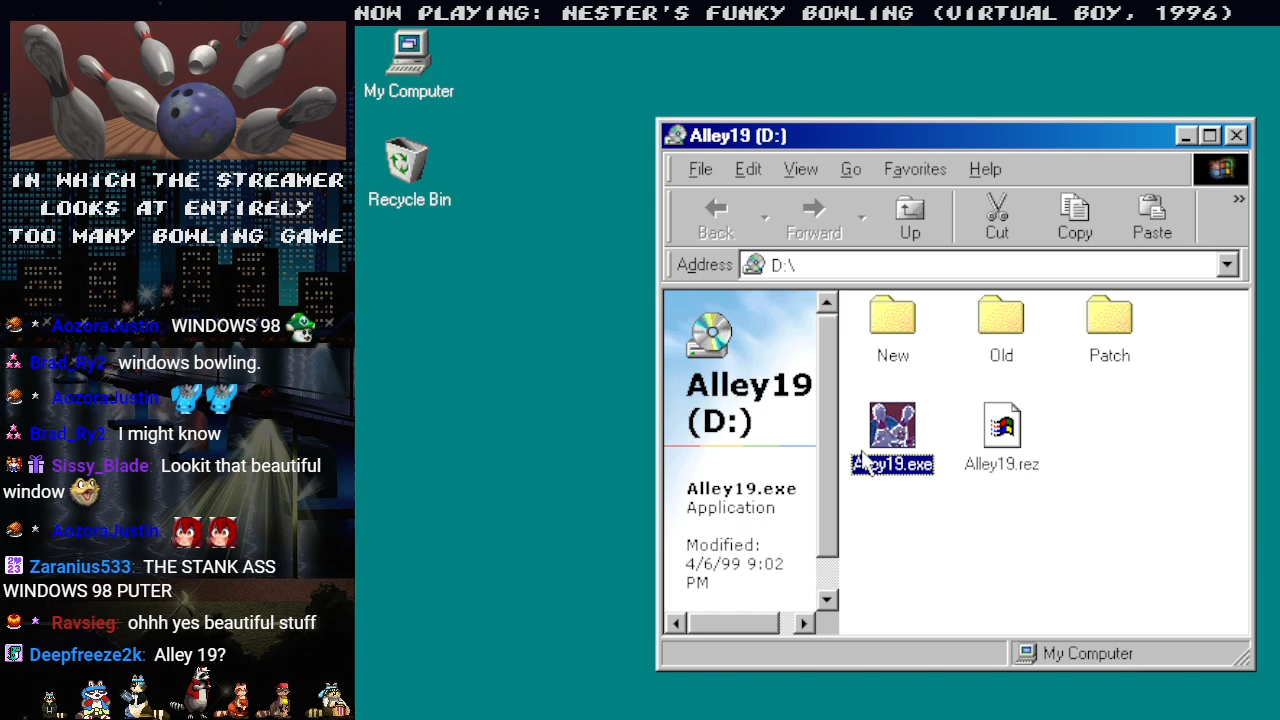 NOW PLAYING: NESTER'S FUNKY BOWLING (VIRTUAL BOY, 1996)
IN WHICH THE STREAMER
LOOKS AT ENTIRELY
TOO MANY BOWLING GAME
AozoraJustin: WINDOWS 98
Brad_Ry2: windows bowling.
AozoraJustin:
Brad_Ry2: I might know
Sissy_Blade: Lookit that beautiful
window
AozoraJustin:
Zaranius533: THE STANK ASS
WINDOWS 98 PUTER
Ravsieg: ohhh yes beautiful stuff
Deepfreeze2k: Alley 19?
My Computer
Recycle Bin
Alley19 (D:)
File Edit View Go Favorites Help
Back Forward Up Cut Copy Paste »
Address D:\
Alley19
(D:)
Alley19.exe
Application
Modified:
4/6/99 9:02
PM
New Old Patch
Alley19.exe Alley19.rez
My Computer